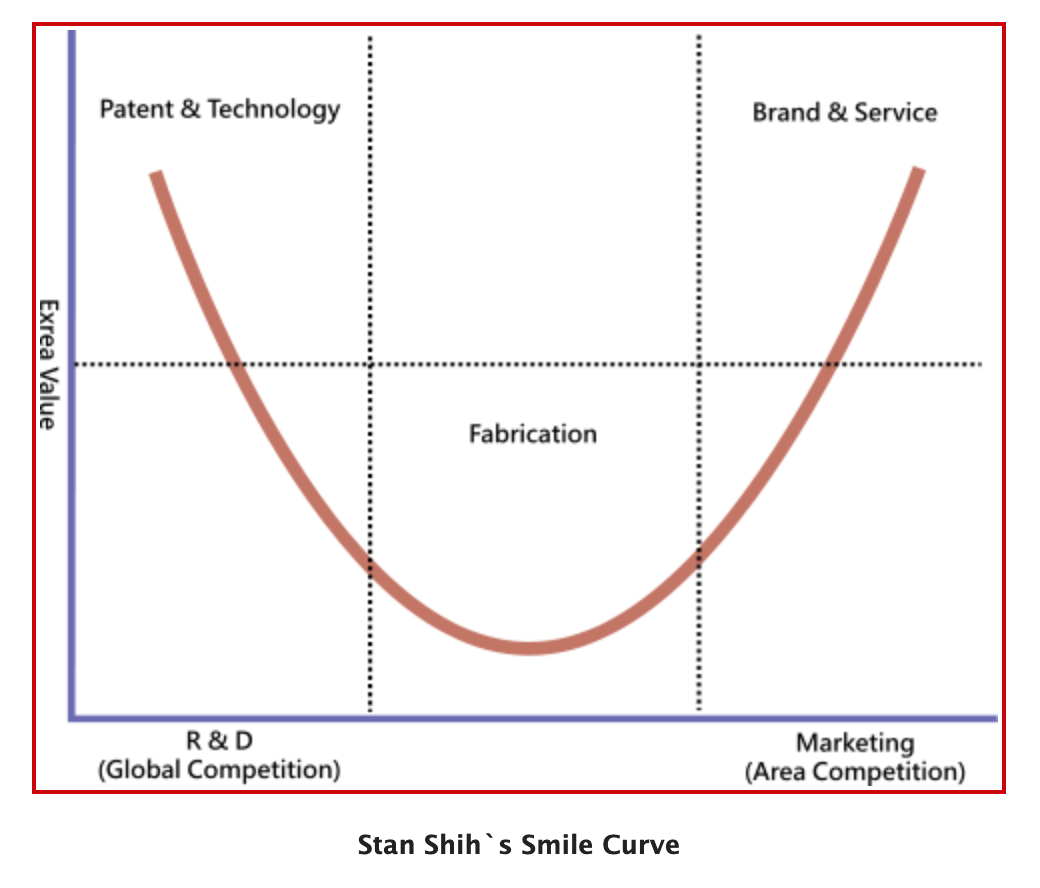 Patent & Technology
Brand & Service
Exrea Value
Fabrication
R & D
(Global Competition)
Marketing
(Area Competition)
Stan Shih`s Smile Curve